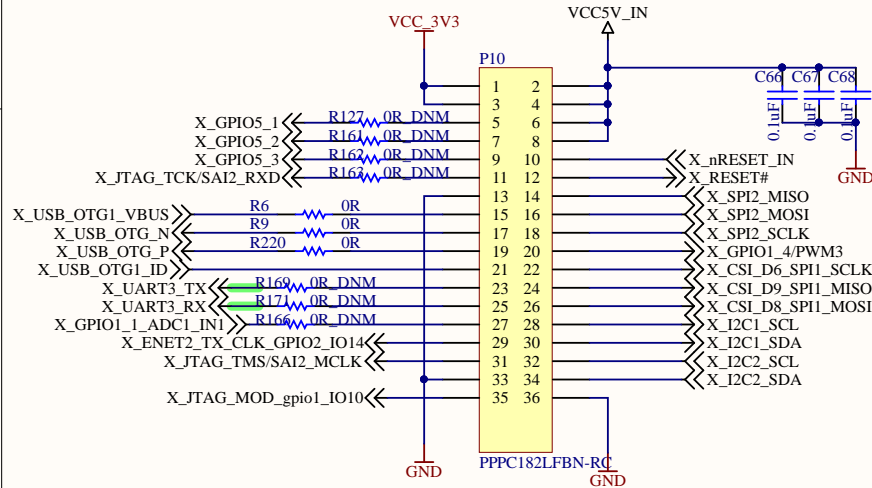 VCC5V_IN
VCC_3V3
P10
C66 C67 C68
0.1uF 0.1uF 0.1uF
1 2
3 4
X_GPIO5_1 R127 0R_DNM 5 6
X_GPIO5_2 R161 0R_DNM 7 8
X_GPIO5_3 R162 0R_DNM 9 10 X_nRESET_IN
X_JTAG_TCK/SAI2_RXD R163 0R_DNM 11 12 X_RESET#
GND
13 14 X_SPI2_MISO
X_USB_OTG1_VBUS R6 0R 15 16 X_SPI2_MOSI
X_USB_OTG_N R9 0R 17 18 X_SPI2_SCLK
X_USB_OTG_P R220 0R 19 20 X_GPIO1_4/PWM3
X_USB_OTG1_ID 21 22 X_CSI_D6_SPI1_SCLK
X_UART3_TX R169 0R_DNM 23 24 X_CSI_D9_SPI1_MISO
X_UART3_RX R171 0R_DNM 25 26 X_CSI_D8_SPI1_MOSI
X_GPIO1_1_ADC1_IN1 R166 0R_DNM 27 28 X_I2C1_SCL
X_ENET2_TX_CLK_GPIO2_IO14 29 30 X_I2C1_SDA
X_JTAG_TMS/SAI2_MCLK 31 32 X_I2C2_SCL
33 34 X_I2C2_SDA
X_JTAG_MOD_gpio1_IO10 35 36
PPPC182LFBN-RC
GND GND